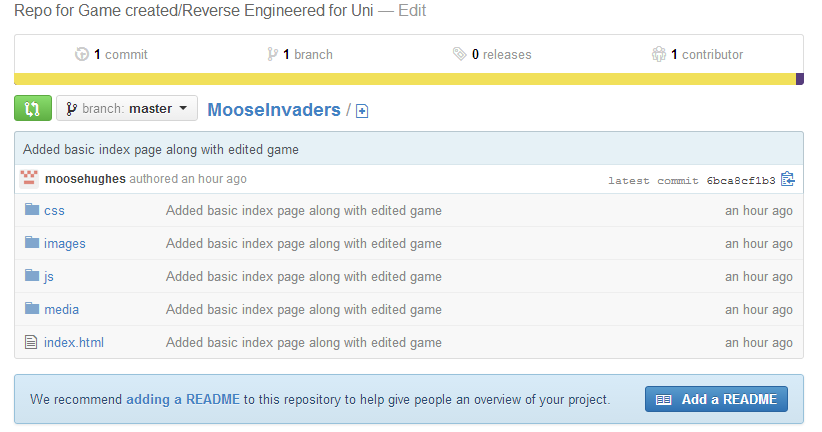 Repo for Game created/Reverse Engineered for Uni — Edit
1 commit 1 branch 0 releases 1 contributor
branch: master MooseInvaders /
Added basic index page along with edited game
moosehughes authored an hour ago latest commit 6bca8cf1b3
css Added basic index page along with edited game an hour ago
images Added basic index page along with edited game an hour ago
js Added basic index page along with edited game an hour ago
media Added basic index page along with edited game an hour ago
index.html Added basic index page along with edited game an hour ago
We recommend adding a README to this repository to help give people an overview of your project. Add a README